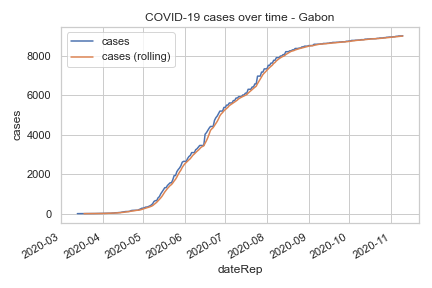 COVID-19 cases over time - Gabon
cases
cases (rolling)
8000
6000
4000
2000
0
cases
2020-03
2020-04
2020-05
2020-06
2020-07
2020-08
2020-09
2020-10
2020-11
dateRep